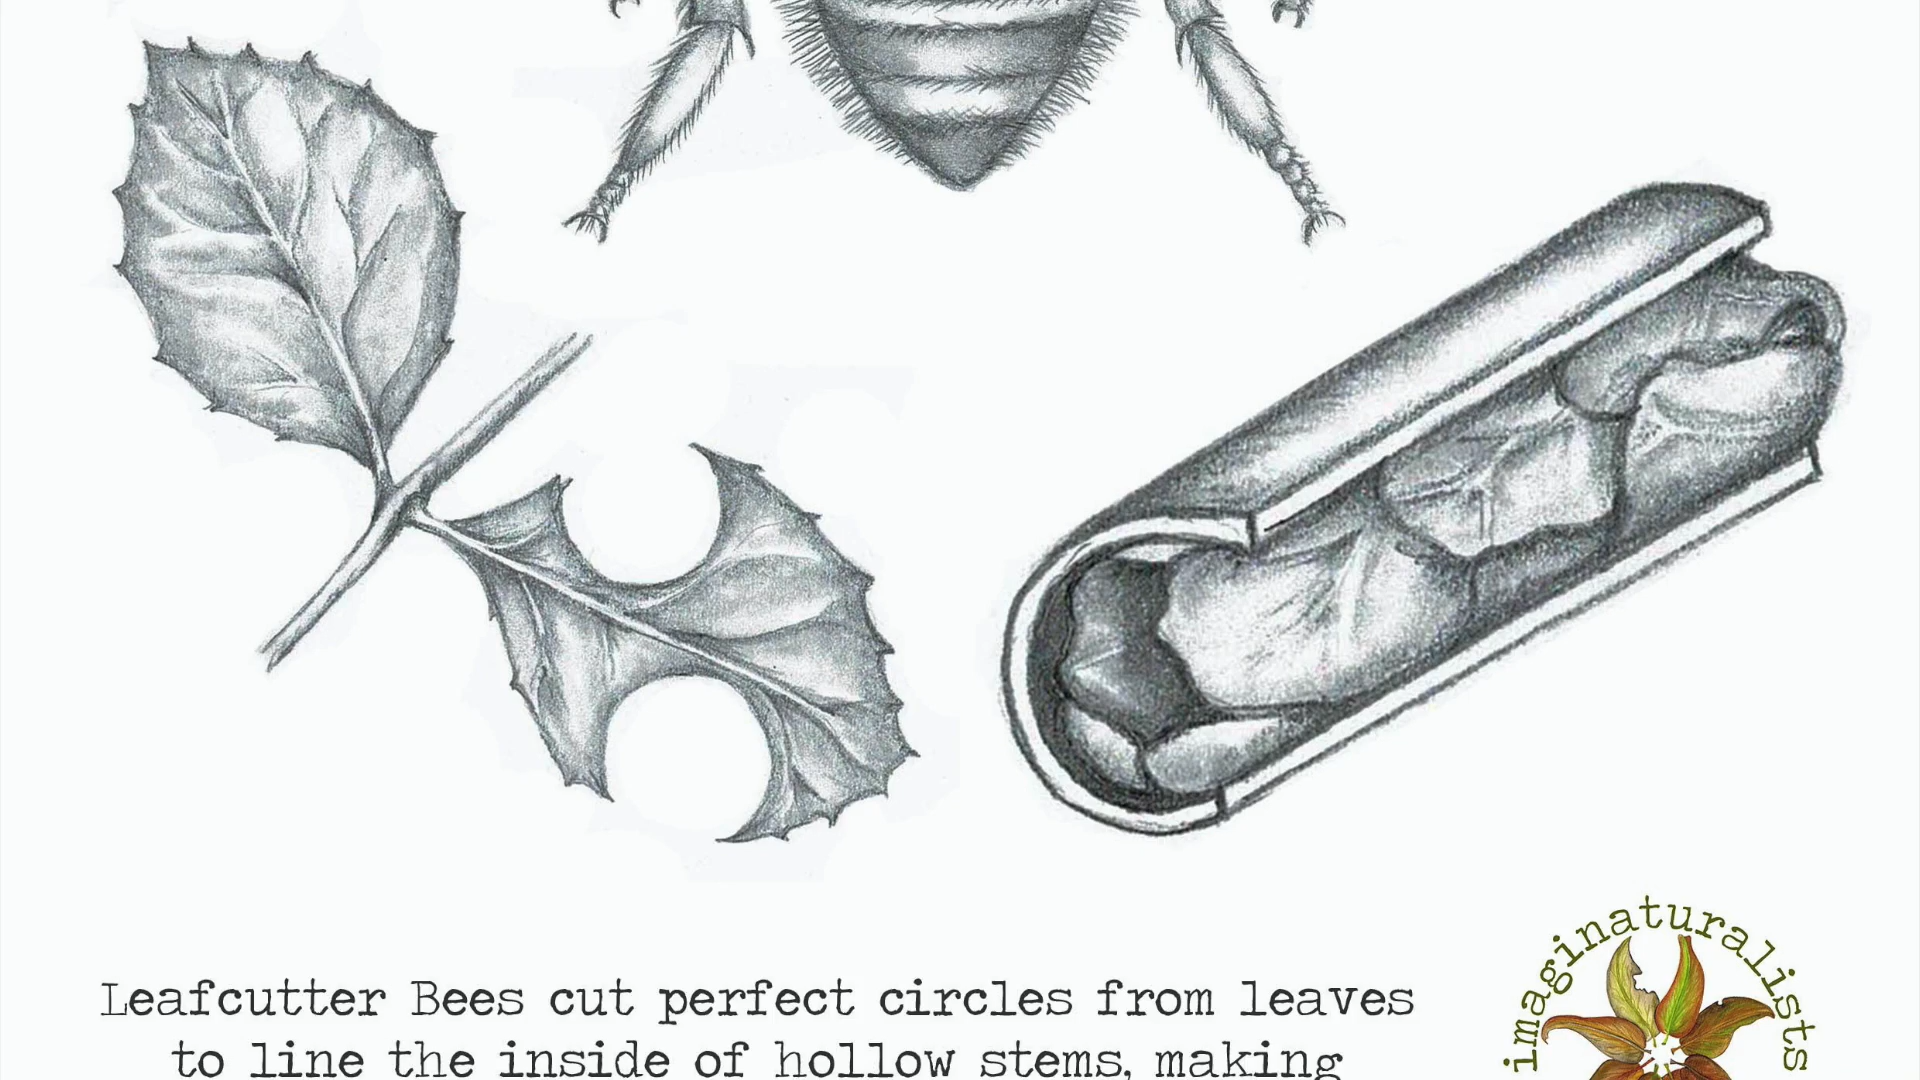 Leafcutter Bees cut perfect circles from leaves
to line the inside of hollow stems, making
imaginaturalists